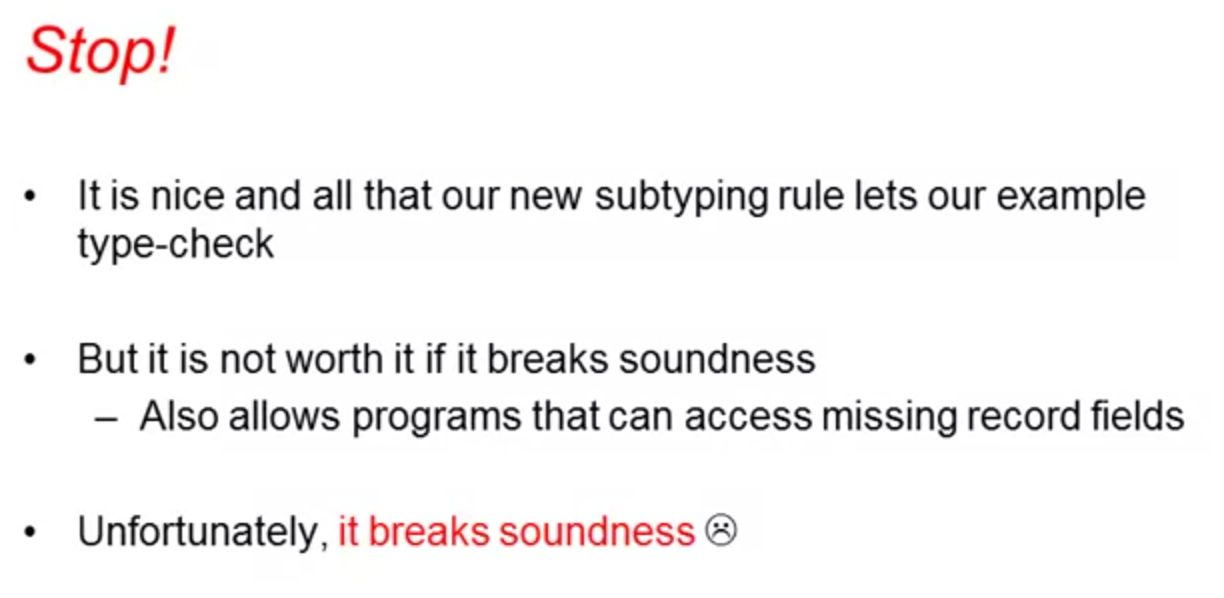 Stop!
• It is nice and all that our new subtyping rule lets our example
type-check
• But it is not worth it if it breaks soundness
– Also allows programs that can access missing record fields
• Unfortunately, it breaks soundness ☹